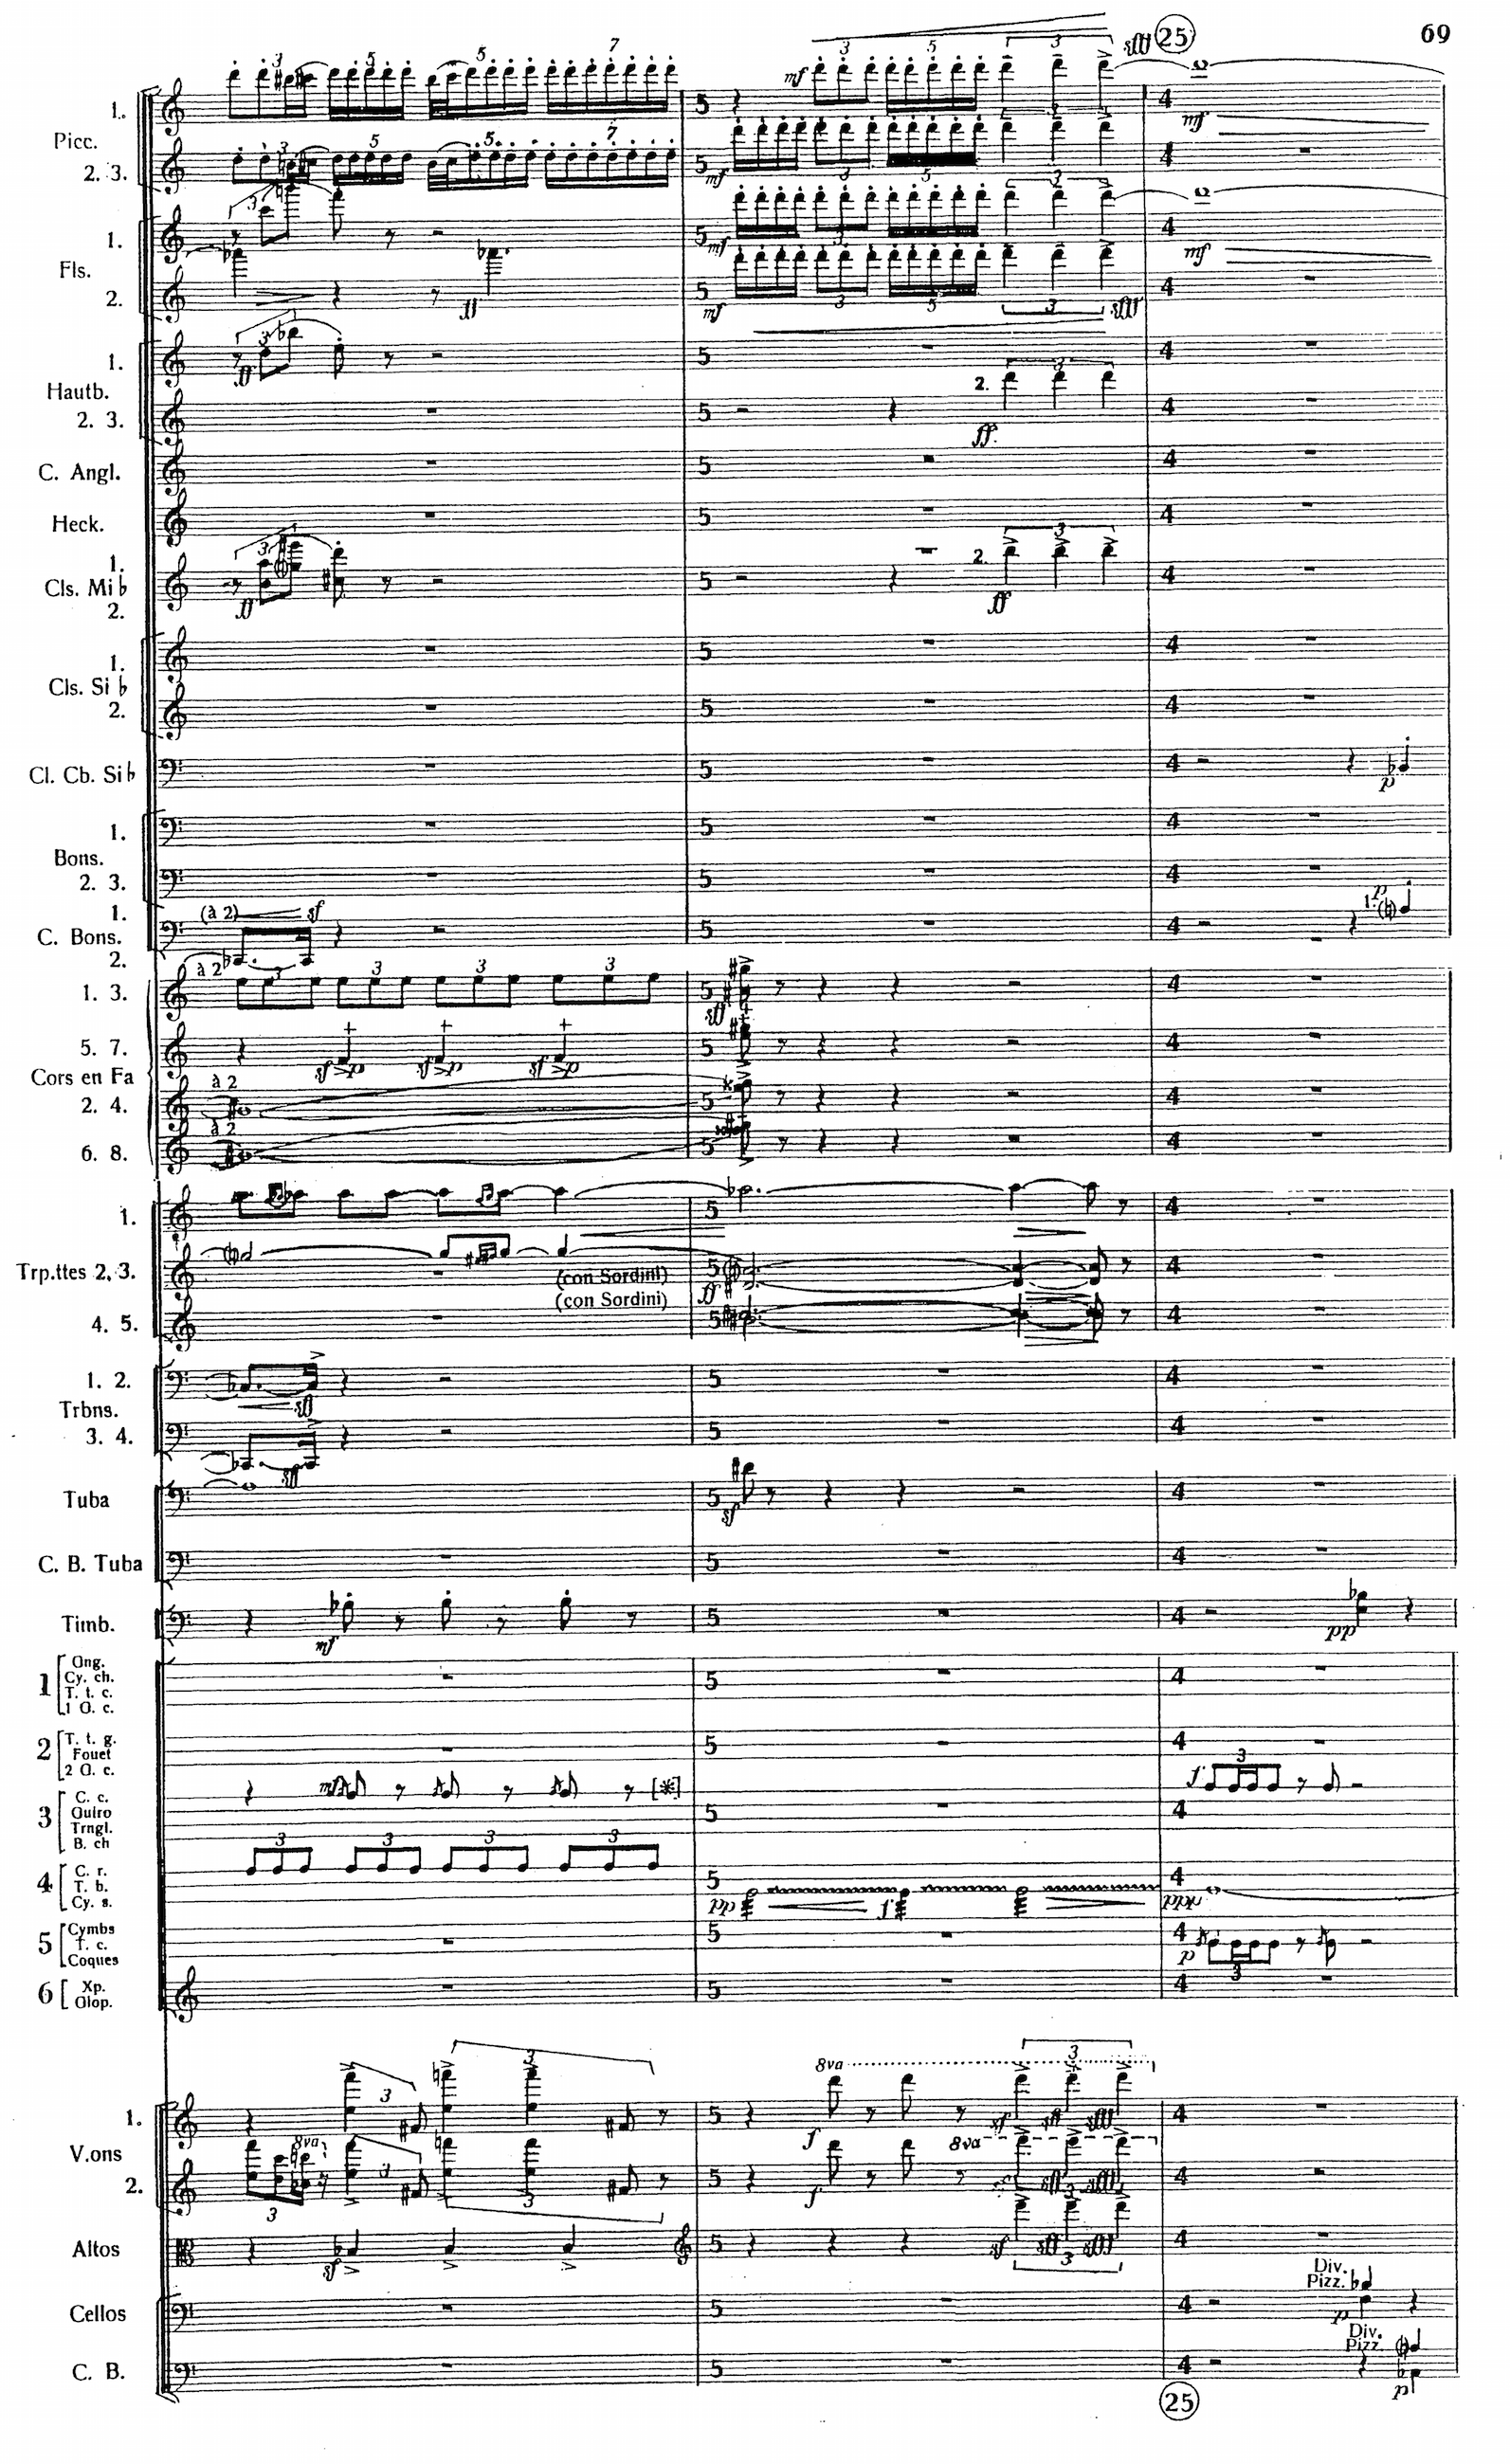 25
69
1.
Picc.
2. 3.
1.
Fls.
2.
1.
Hautb.
2. 3.
C. Angl.
Heck.
1.
Cls. Mi♭
2.
1.
Cls. Si♭
2.
Cl. Cb. Si♭
1.
Bons.
2. 3.
1.
C. Bons.
2.
(à 2)
à 2
1. 3.
5. 7.
Cors en Fa
à 2
2. 4.
à 2
6. 8.
1.
Trp.ttes 2, 3.
(con Sordini)
(con Sordini)
4. 5.
1. 2.
Trbns.
3. 4.
Tuba
C. B. Tuba
Timb.
1
Gng.
Cy. ch.
T. t. c.
1 G. c.
2
T. t. g.
Fouet
2 G. c.
3
C. c.
Guiro
Trngl.
B. ch
[*]
4
C. r.
T. b.
Cy. s.
5
Cymbs
T. c.
Coques
6
Xp.
Glop.
8va
1.
V.ons
8va
8va
2.
Altos
Div.
Pizz.
Cellos
Div.
Pizz.
C. B.
25